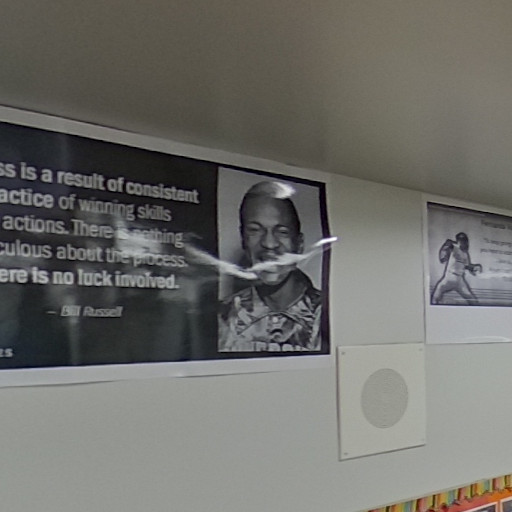 ss is a result of consistent
actice of winning skills
actions. There is nothing
culous about the process.
ere is no luck involved.
– Bill Russell